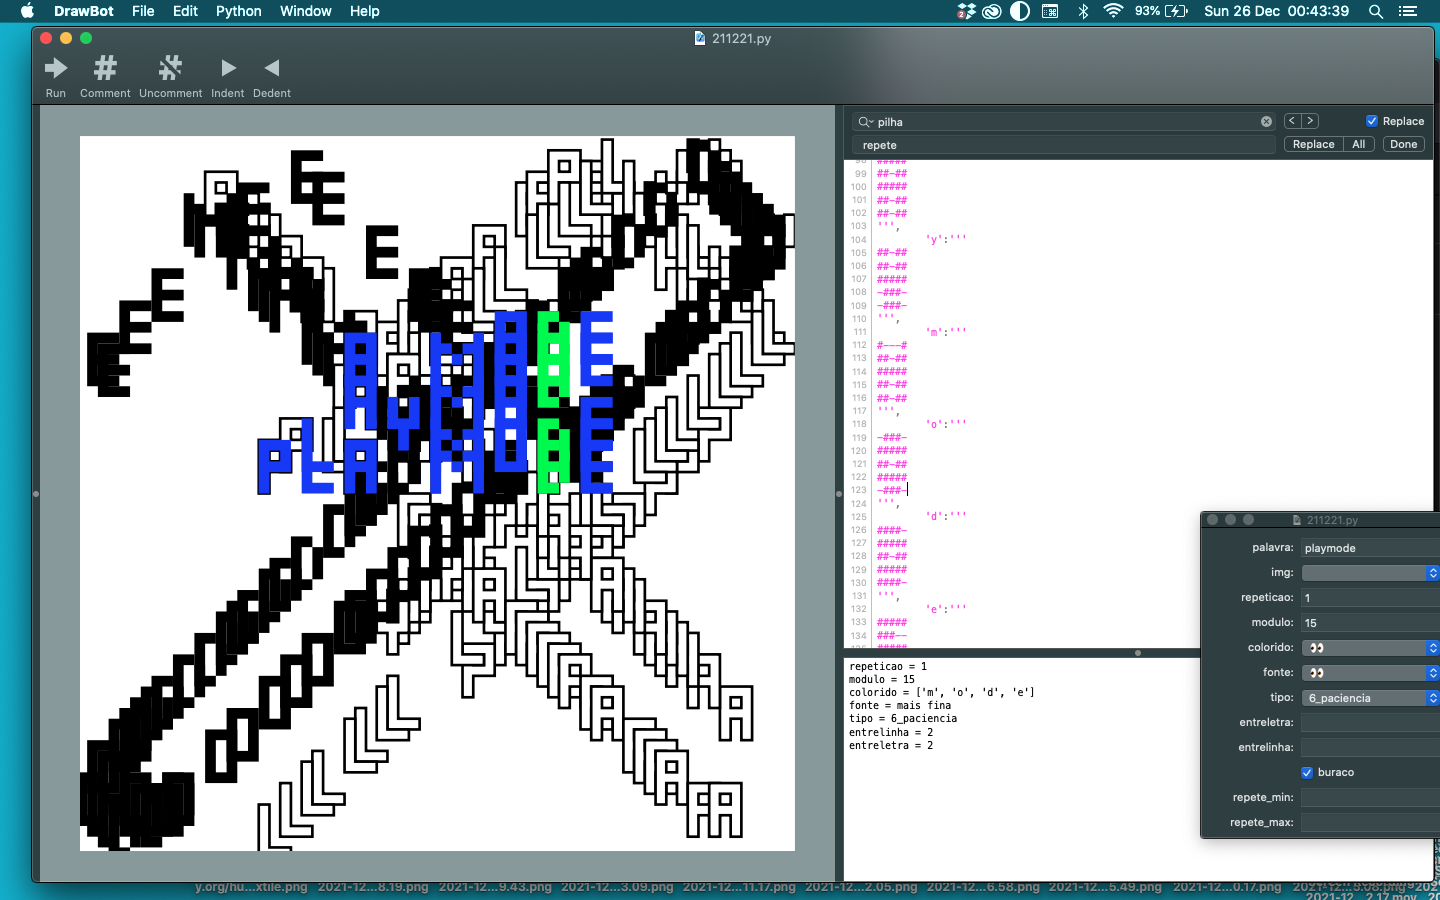 DrawBot File Edit Python Window Help
2
93%
Sun 26 Dec 00:43:39
211221.py
Run Comment Uncomment Indent Dedent
pilha
< >
Replace
repete
Replace All Done
99 ##-##
100 #####
101 ##-##
102 ##-##
103 ''',
104 'y':'''
105 ##-##
106 ##-##
107 #####
108 -###-
109 -###-
110 ''',
111 'm':'''
112 #---#
113 ##-##
114 #####
115 ##-##
116 ##-##
117 ''',
118 'o':'''
119 -###-
120 #####
121 ##-##
122 #####
123 -###-
124 ''',
125 'd':'''
126 ####-
127 #####
128 ##-##
129 #####
130 ####-
131 ''',
132 'e':'''
133 #####
134 ###--
repeticao = 1
modulo = 15
colorido = ['m', 'o', 'd', 'e']
fonte = mais fina
tipo = 6_paciencia
entrelinha = 2
entreletra = 2
211221.py
palavra: playmode
img:
repeticao: 1
modulo: 15
colorido: 👀
fonte: 👀
tipo: 6_paciencia
entreletra:
entrelinha:
buraco
repete_min:
repete_max:
PLAYMODE
y.org/hu...xtile.png 2021-12...8.19.png 2021-12...9.43.png 2021-12...3.09.png 2021-12...11.17.png 2021-12...2.05.png 2021-12...6.58.png 2021-12...5.49.png 2021-12...0.17.png